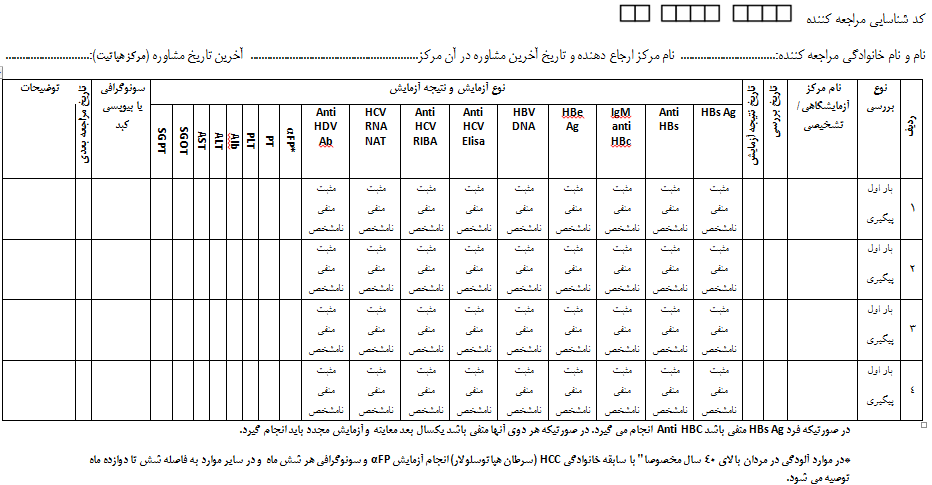 کد شناسایی مراجعه کننده
نام و نام خانوادگی مراجعه کننده:........................ نام مرکز ارجاع دهنده و تاریخ آخرین مشاوره در آن مرکز.......................................... آخرین تاریخ مشاوره (مرکز هپاتیت):......................
ردیف
نوع بررسی
نام مرکز آزمایشگاهی/ تشخیصی
تاریخ بررسی
تاریخ نتیجه آزمایش
نوع آزمایش و نتیجه آزمایش
سونوگرافی یا بیوپسی کبد
تاریخ مراجعه بعدی
توضیحات
HBs Ag
Anti HBs
IgM anti HBc
HBe Ag
HBV DNA
Anti HCV Elisa
Anti HCV RIBA
HCV RNA NAT
Anti HDV Ab
αFP*
PT
PLT
Alb
ALT
AST
SGOT
SGPT
۱
بار اول
پیگیری
مثبت مثبت مثبت مثبت مثبت مثبت مثبت مثبت مثبت
منفی منفی منفی منفی منفی منفی منفی منفی منفی
نامشخص نامشخص نامشخص نامشخص نامشخص نامشخص نامشخص نامشخص نامشخص
۲
بار اول
پیگیری
مثبت مثبت مثبت مثبت مثبت مثبت مثبت مثبت مثبت
منفی منفی منفی منفی منفی منفی منفی منفی منفی
نامشخص نامشخص نامشخص نامشخص نامشخص نامشخص نامشخص نامشخص نامشخص
۳
بار اول
پیگیری
مثبت مثبت مثبت مثبت مثبت مثبت مثبت مثبت مثبت
منفی منفی منفی منفی منفی منفی منفی منفی منفی
نامشخص نامشخص نامشخص نامشخص نامشخص نامشخص نامشخص نامشخص نامشخص
٤
بار اول
پیگیری
مثبت مثبت مثبت مثبت مثبت مثبت مثبت مثبت مثبت
منفی منفی منفی منفی منفی منفی منفی منفی منفی
نامشخص نامشخص نامشخص نامشخص نامشخص نامشخص نامشخص نامشخص نامشخص
در صورتیکه فرد HBs Ag منفی باشد Anti HBC انجام می گیرد. در صورتیکه هر دوی آنها منفی باشد یکسال بعد معاینه و آزمایش مجدد باید انجام گیرد.
*در موارد آلودگی در مردان بالای ٤۰ سال مخصوصا" با سابقه خانوادگی HCC (سرطان هپاتوسلولار) انجام آزمایش αFP و سونوگرافی هر شش ماه و در سایر موارد به فاصله شش تا دوازده ماه
توصیه می شود.